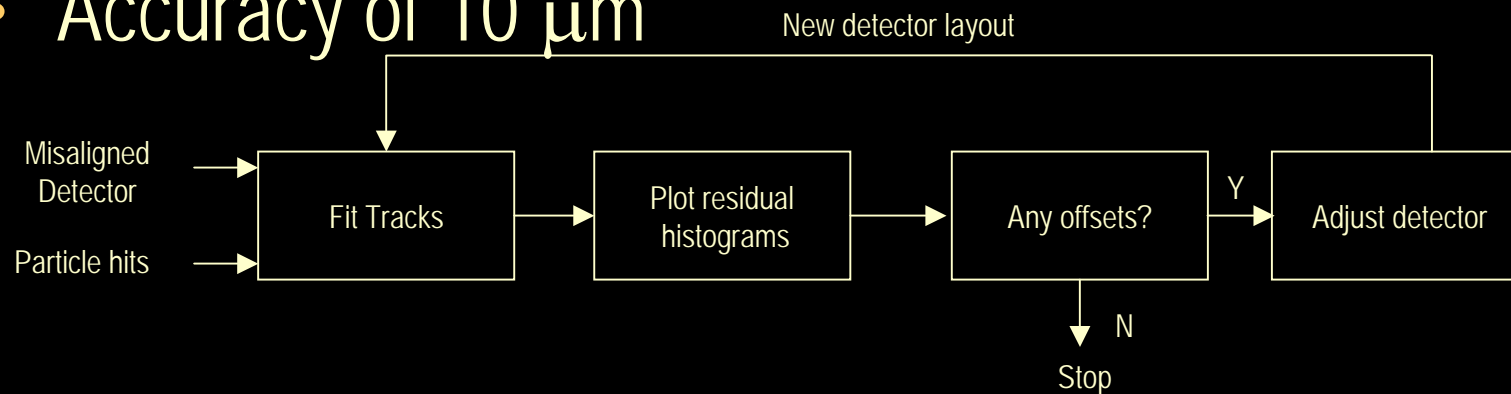 • Accuracy of 10 μm
New detector layout
Misaligned
Detector
Particle hits
Fit Tracks
Plot residual
histograms
Any offsets?
Y
Adjust detector
N
Stop